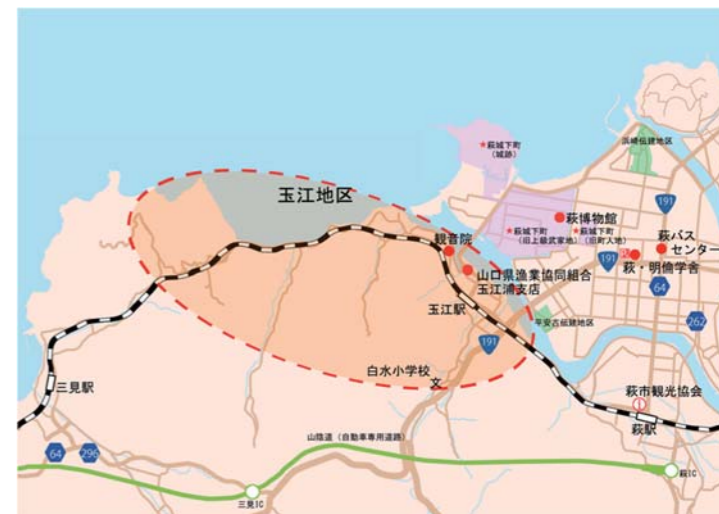 玉江地区
★萩城下町
（城跡）
浜崎伝建地区
191
萩博物館
★萩城下町
（旧上級武家地）
★萩城下町
（旧町人地）
萩バス
センター
観音院
191
萩・明倫学舎
山口県漁業協同組合
玉江浦支店
64
玉江駅
262
平安古伝建地区
191
白水小学校
文
三見駅
萩市観光協会
萩駅
山陰道（自動車専用道路）
64
296
萩IC
三見IC